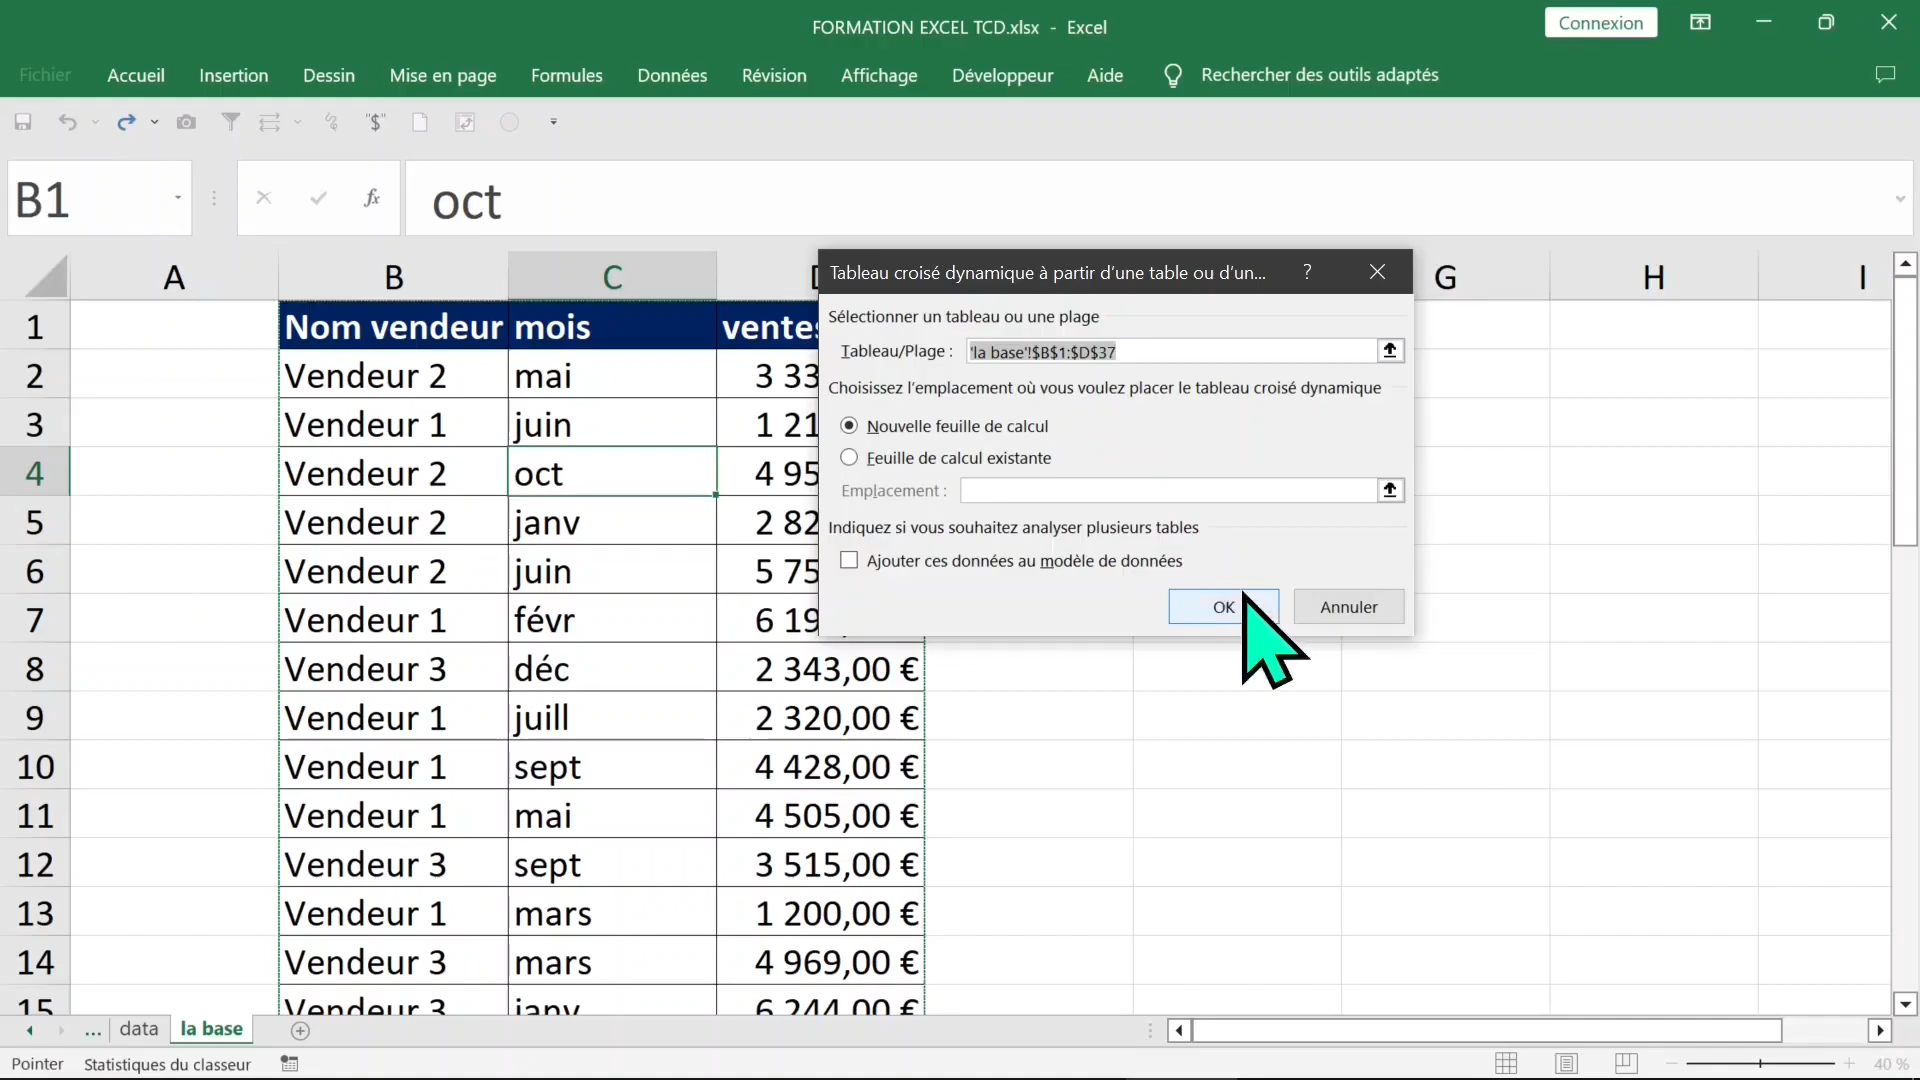 FORMATION EXCEL TCD.xlsx - Excel
Connexion
Fichier Accueil Insertion Dessin Mise en page Formules Données Révision Affichage Développeur Aide Rechercher des outils adaptés
"$"
B1 fx oct
A B C G H I
Tableau croisé dynamique à partir d'une table ou d'un... ?
Sélectionner un tableau ou une plage
Tableau/Plage : 'la base'!$B$1:$D$37
Choisissez l'emplacement où vous voulez placer le tableau croisé dynamique
Nouvelle feuille de calcul
Feuille de calcul existante
Emplacement :
Indiquez si vous souhaitez analyser plusieurs tables
Ajouter ces données au modèle de données
OK Annuler
1 Nom vendeur mois ventes
2 Vendeur 2 mai 3 33
3 Vendeur 1 juin 1 21
4 Vendeur 2 oct 4 95
5 Vendeur 2 janv 2 82
6 Vendeur 2 juin 5 75
7 Vendeur 1 févr 6 19
8 Vendeur 3 déc 2 343,00 €
9 Vendeur 1 juill 2 320,00 €
10 Vendeur 1 sept 4 428,00 €
11 Vendeur 1 mai 4 505,00 €
12 Vendeur 3 sept 3 515,00 €
13 Vendeur 1 mars 1 200,00 €
14 Vendeur 3 mars 4 969,00 €
15 Vendeur 3 janv 6 244,00 €
... data la base
Pointer Statistiques du classeur 40 %